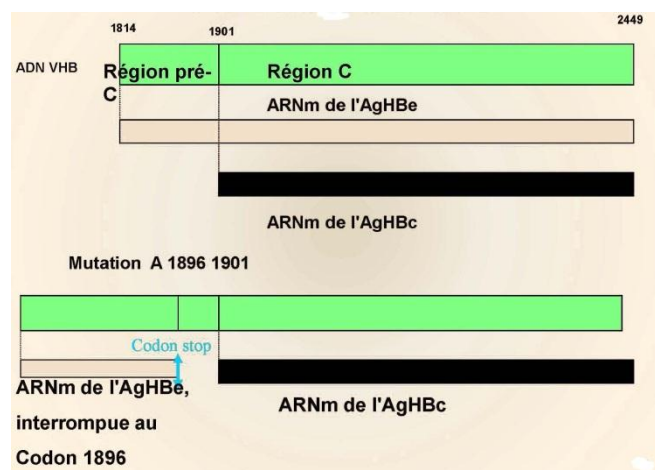 1814 1901 2449
ADN VHB Région pré-C Région C
ARNm de l'AgHBe
ARNm de l'AgHBc
Mutation A 1896 1901
Codon stop
ARNm de l'AgHBe,
interrompue au
Codon 1896
ARNm de l'AgHBc